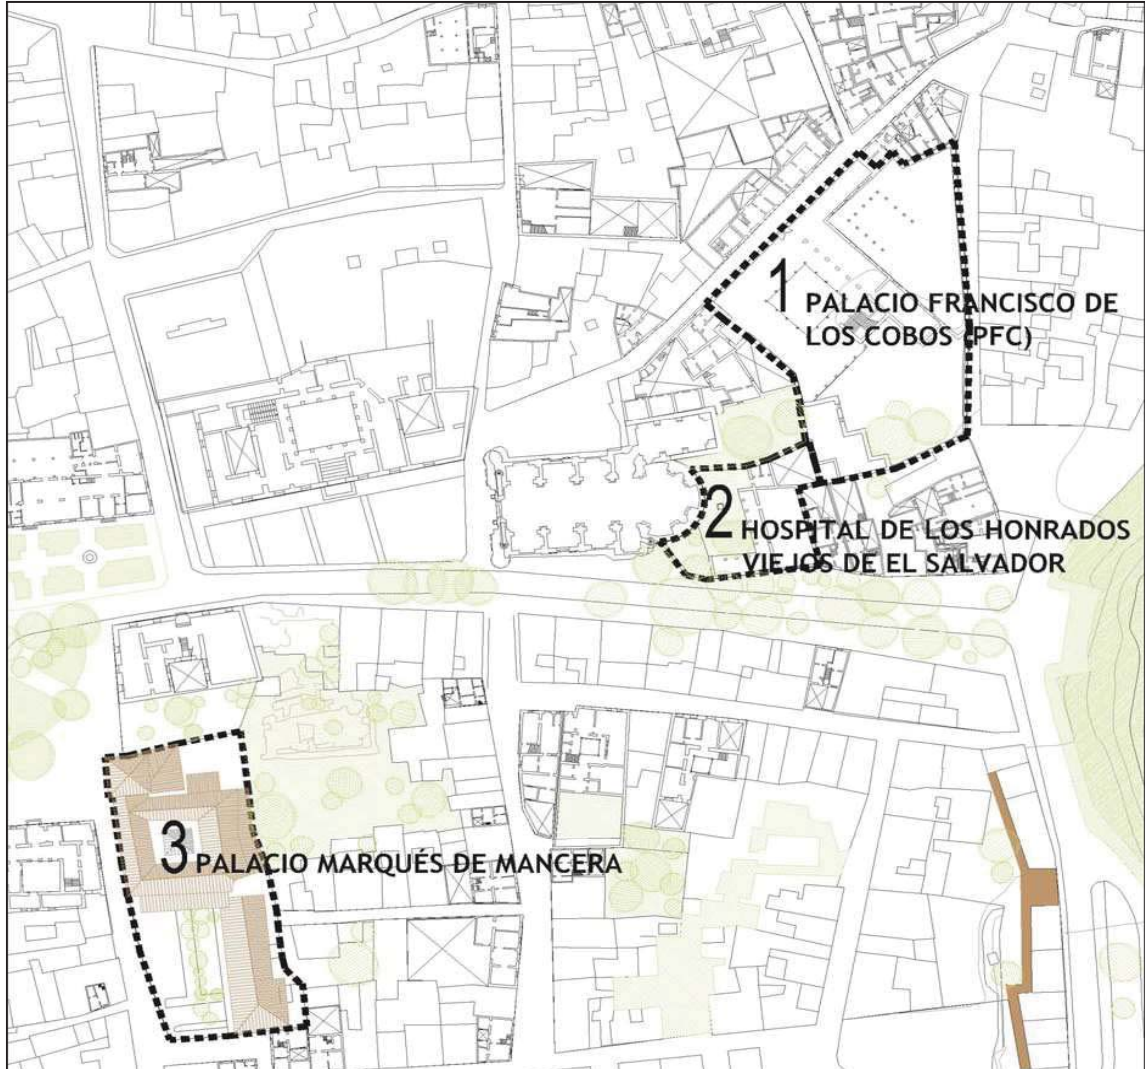 1 PALACIO FRANCISCO DE
LOS COBOS (PFC)
2 HOSPITAL DE LOS HONRADOS
VIEJOS DE EL SALVADOR
3 PALACIO MARQUÉS DE MANCERA